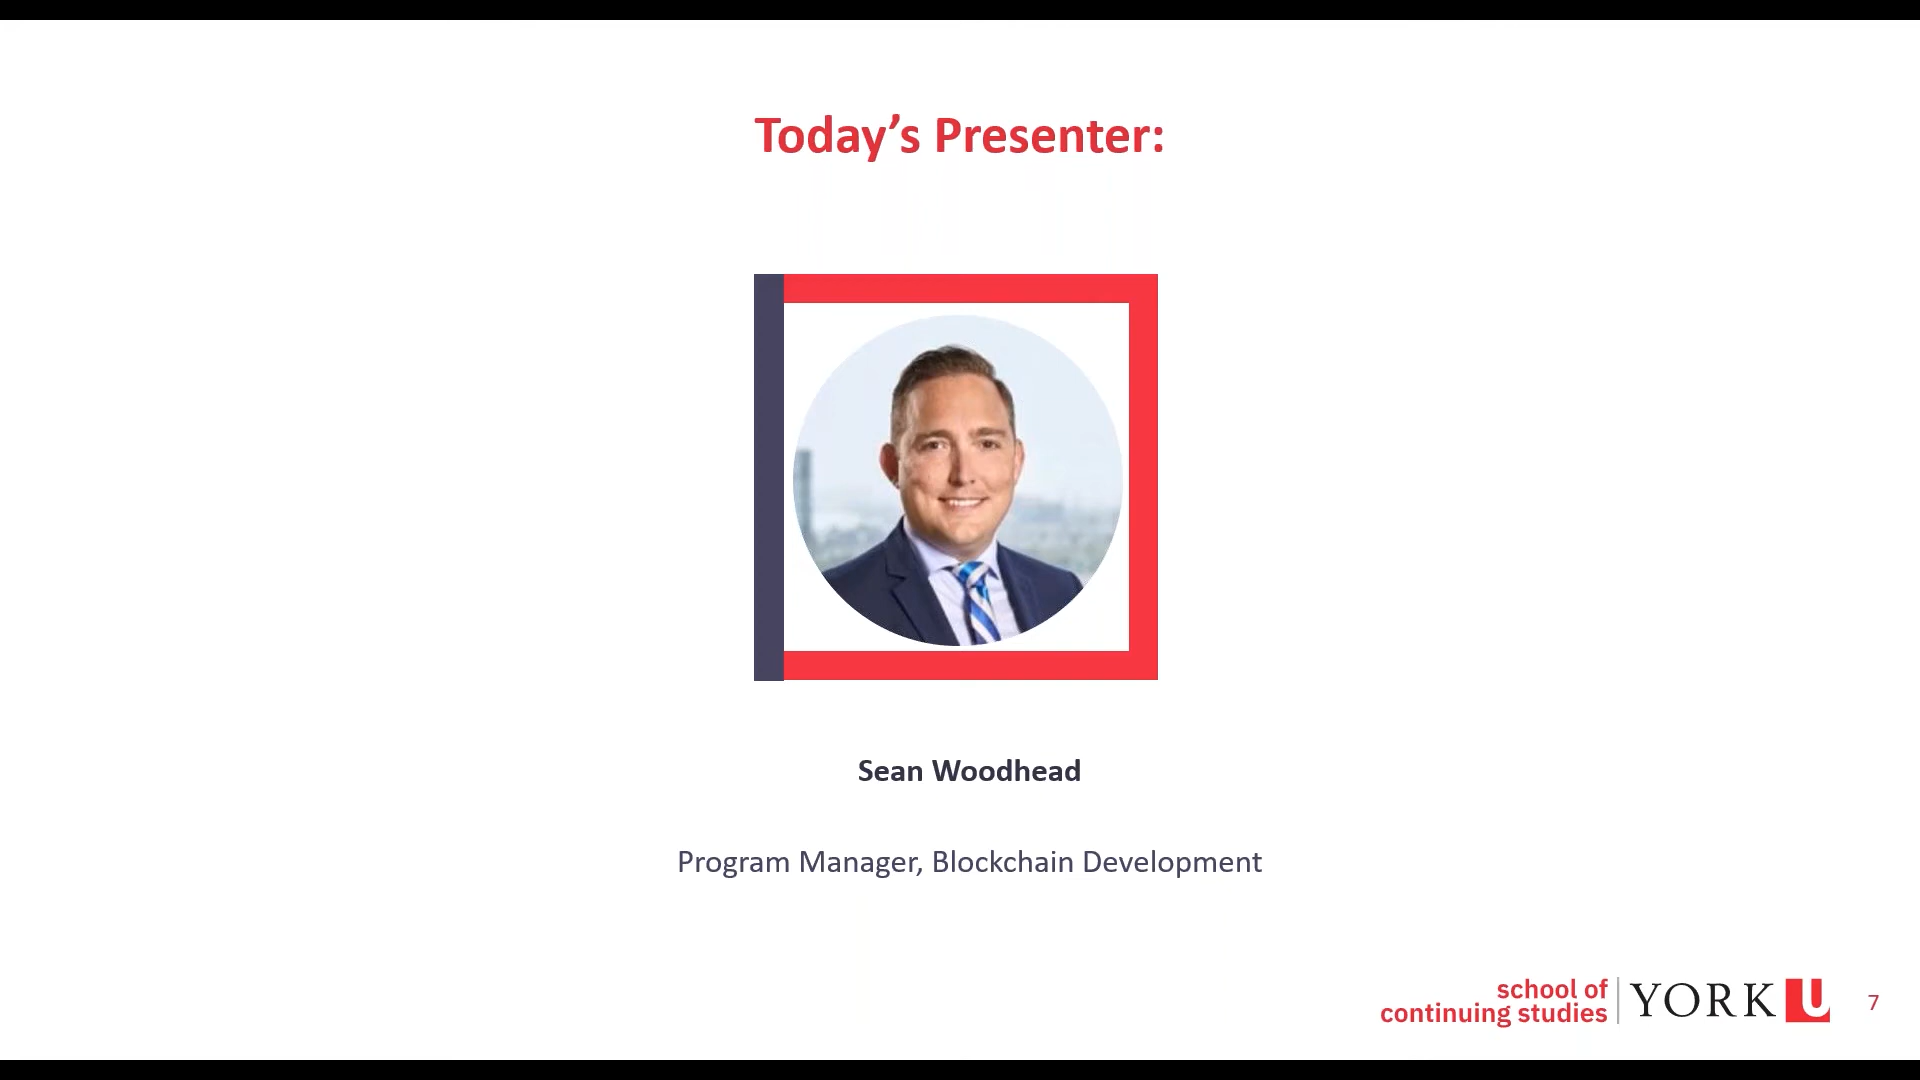 Today’s Presenter:
Sean Woodhead
Program Manager, Blockchain Development
school of
continuing studies
YORK U
7